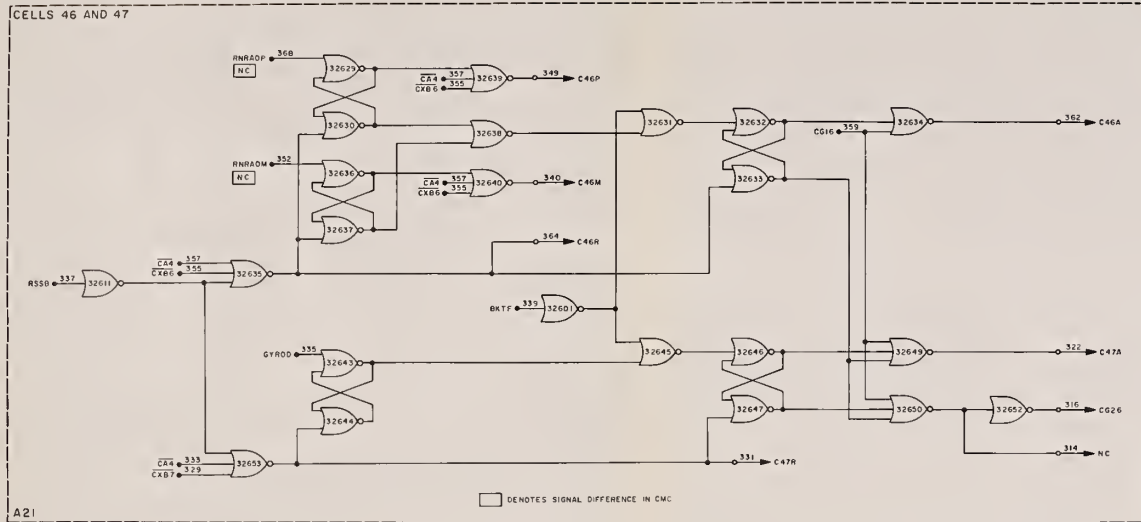 CELLS 46 AND 47
RNRADP 368
NC
32629
CA4 357
CXB6 355
32639
349 C46P
32630
32638
32631
32632
CG16 359
32634
362 C46A
RNRADM 352
NC
32636
CA4 357
CXB6 355
32640
340 C46M
32633
32637
364 C46R
CA4 357
CXB6 355
32635
RSSB 337
32611
BKTF 339
32601
GYROD 335
32643
32645
32646
32649
322 C47A
32644
32647
32650
32652
316 CG26
CA4 333
CXB7 329
32653
331 C47R
314 NC
DENOTES SIGNAL DIFFERENCE IN CMC
A21